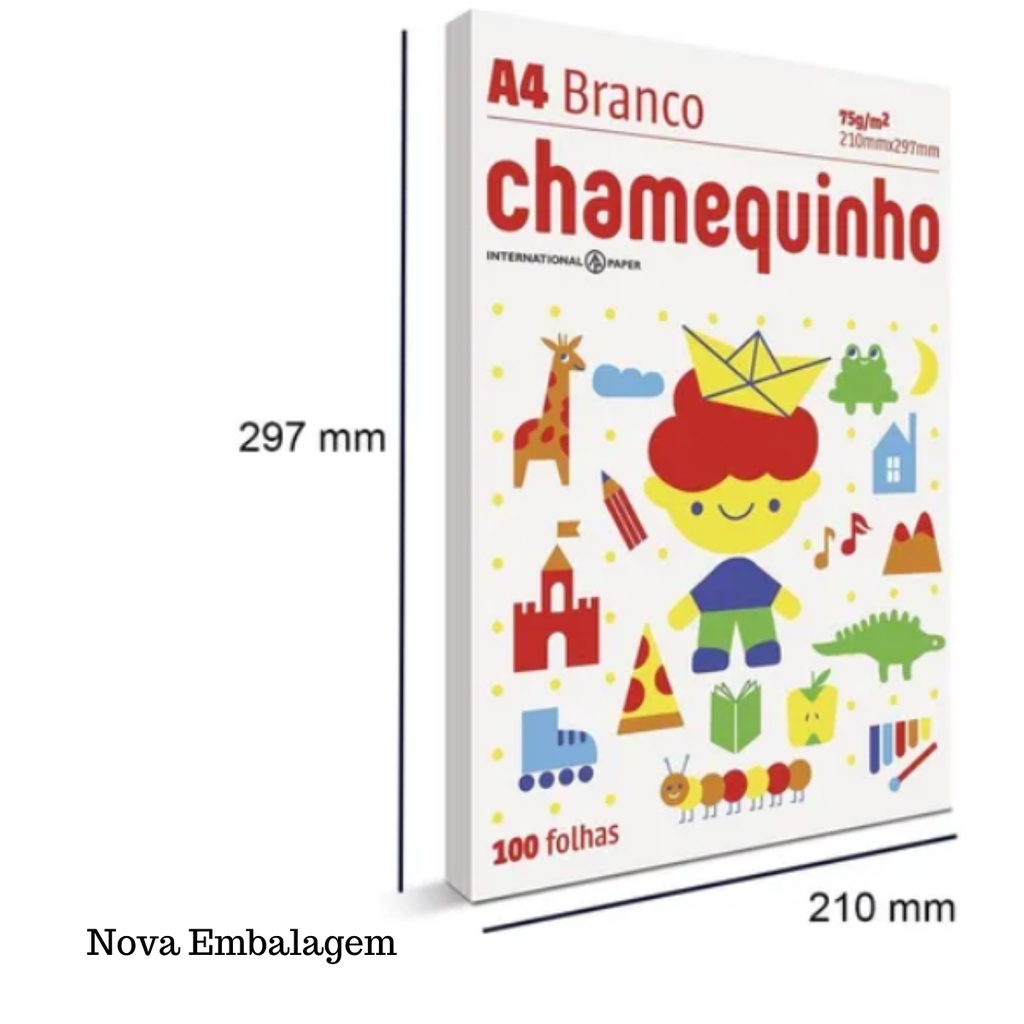 A4 Branco
75g/m²
210mmx297mm
chamequinho
INTERNATIONAL PAPER
297 mm
100 folhas
210 mm
Nova Embalagem